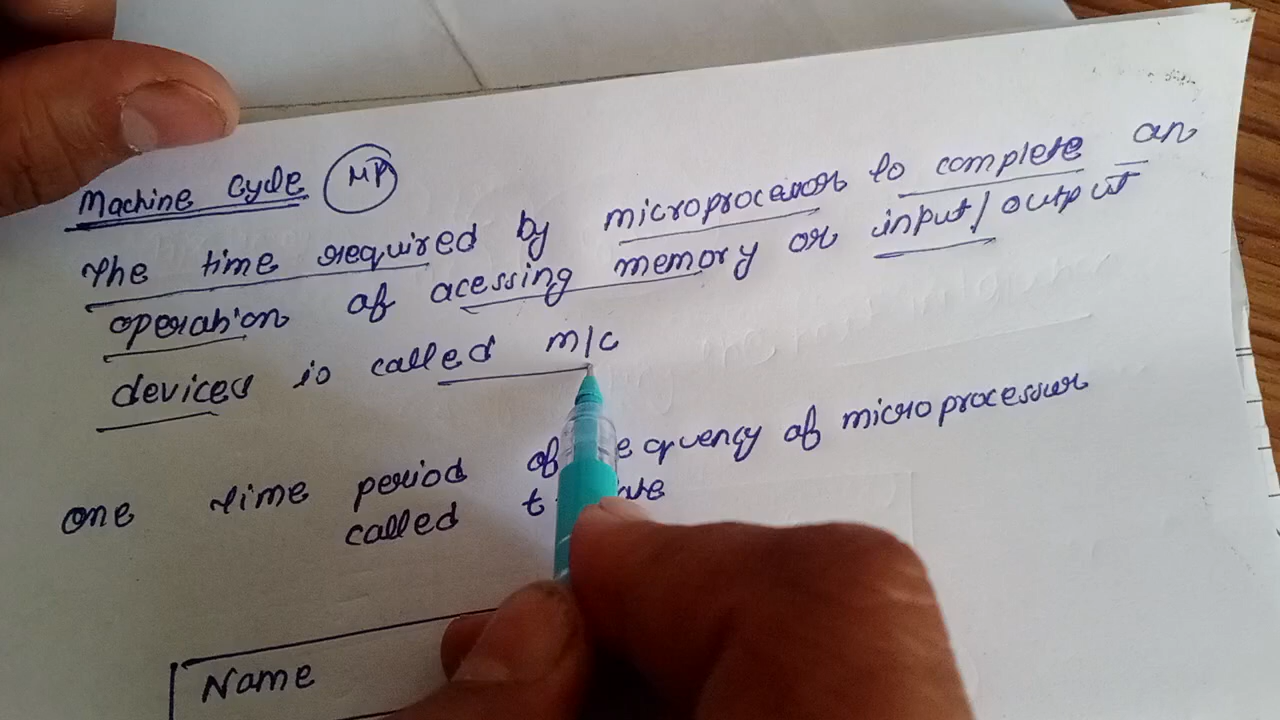 Machine Cycle MP
The time required by microprocessor to complete an
operation of acessing memory or input/output
devices is called m/c
one time period of equency of microprocessor
called t
Name